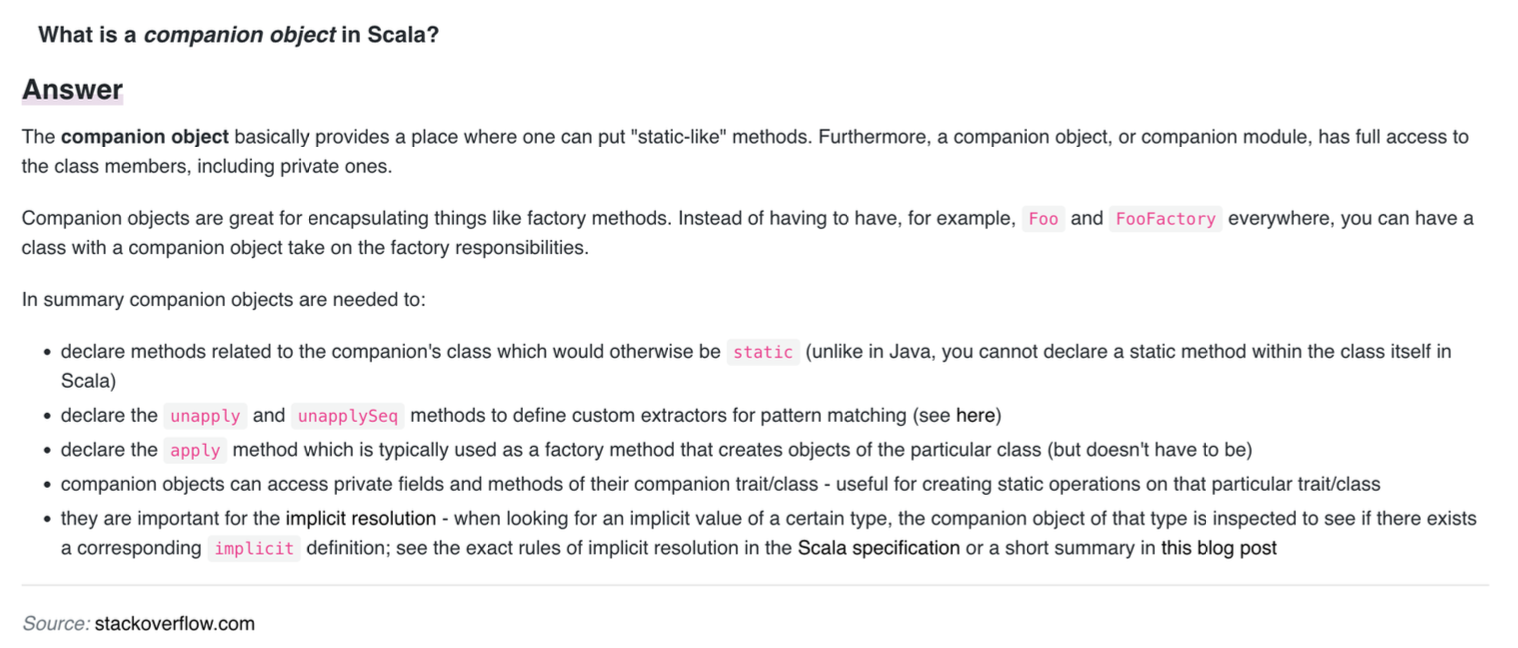 What is a companion object in Scala?
Answer
The companion object basically provides a place where one can put "static-like" methods. Furthermore, a companion object, or companion module, has full access to
the class members, including private ones.
Companion objects are great for encapsulating things like factory methods. Instead of having to have, for example, Foo and FooFactory everywhere, you can have a
class with a companion object take on the factory responsibilities.
In summary companion objects are needed to:
• declare methods related to the companion's class which would otherwise be static (unlike in Java, you cannot declare a static method within the class itself in
Scala)
• declare the unapply and unapplySeq methods to define custom extractors for pattern matching (see here)
• declare the apply method which is typically used as a factory method that creates objects of the particular class (but doesn't have to be)
• companion objects can access private fields and methods of their companion trait/class - useful for creating static operations on that particular trait/class
• they are important for the implicit resolution - when looking for an implicit value of a certain type, the companion object of that type is inspected to see if there exists
a corresponding implicit definition; see the exact rules of implicit resolution in the Scala specification or a short summary in this blog post
Source: stackoverflow.com